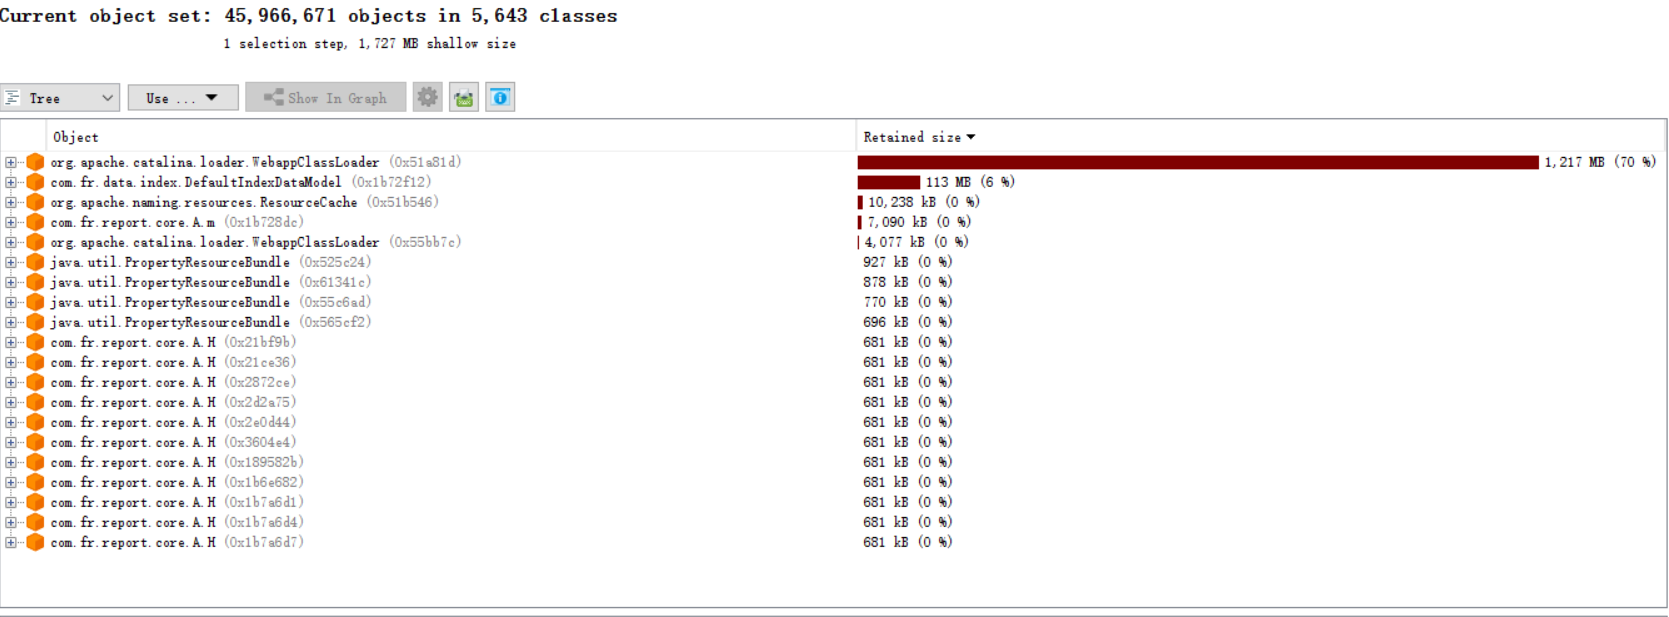 Current object set: 45,966,671 objects in 5,643 classes
1 selection step, 1,727 MB shallow size
Tree Use ... Show In Graph
Object Retained size
org.apache.catalina.loader.WebappClassLoader (0x51a81d) 1,217 MB (70 %)
com.fr.data.index.DefaultIndexDataModel (0x1b72f12) 113 MB (6 %)
org.apache.naming.resources.ResourceCache (0x51b546) 10,238 kB (0 %)
com.fr.report.core.A.m (0x1b728dc) 7,090 kB (0 %)
org.apache.catalina.loader.WebappClassLoader (0x55bb7c) 4,077 kB (0 %)
java.util.PropertyResourceBundle (0x525c24) 927 kB (0 %)
java.util.PropertyResourceBundle (0x61341c) 878 kB (0 %)
java.util.PropertyResourceBundle (0x55c6ad) 770 kB (0 %)
java.util.PropertyResourceBundle (0x565cf2) 696 kB (0 %)
com.fr.report.core.A.H (0x21bf9b) 681 kB (0 %)
com.fr.report.core.A.H (0x21ce36) 681 kB (0 %)
com.fr.report.core.A.H (0x2872ce) 681 kB (0 %)
com.fr.report.core.A.H (0x2d2a75) 681 kB (0 %)
com.fr.report.core.A.H (0x2e0d44) 681 kB (0 %)
com.fr.report.core.A.H (0x3604e4) 681 kB (0 %)
com.fr.report.core.A.H (0x189582b) 681 kB (0 %)
com.fr.report.core.A.H (0x1b6e682) 681 kB (0 %)
com.fr.report.core.A.H (0x1b7a6d1) 681 kB (0 %)
com.fr.report.core.A.H (0x1b7a6d4) 681 kB (0 %)
com.fr.report.core.A.H (0x1b7a6d7) 681 kB (0 %)